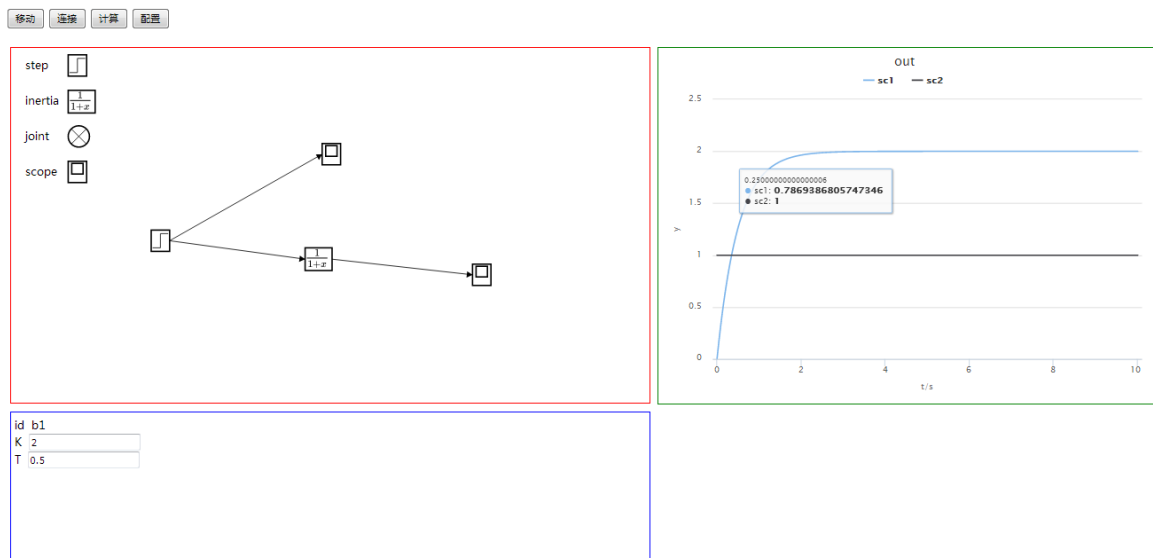 移动 连接 计算 配置
step
inertia 1 1+x
joint
scope
1 1+x
out
sc1 sc2
2.5
2
1.5
1
0.5
0
y
0.25000000000000006
sc1: 0.7869386805747346
sc2: 1
0 2 4 6 8 10
t/s
id b1
K 2
T 0.5